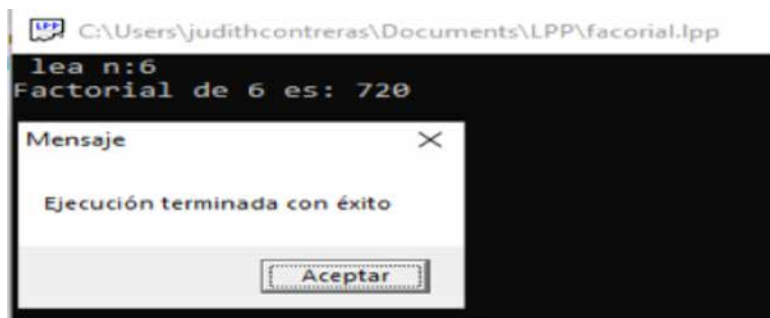 LPP C:\Users\judithcontreras\Documents\LPP\facorial.lpp
lea n:6
Factorial de 6 es: 720
Mensaje
Ejecución terminada con éxito
Aceptar